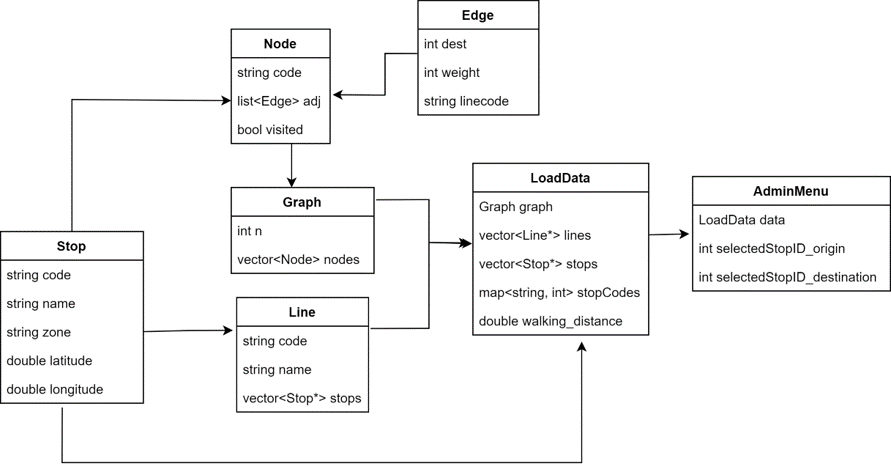 Edge
int dest
int weight
string linecode
Node
string code
list<Edge> adj
bool visited
LoadData
Graph graph
vector<Line*> lines
vector<Stop*> stops
map<string, int> stopCodes
double walking_distance
AdminMenu
LoadData data
int selectedStopID_origin
int selectedStopID_destination
Graph
int n
vector<Node> nodes
Stop
string code
string name
string zone
double latitude
double longitude
Line
string code
string name
vector<Stop*> stops